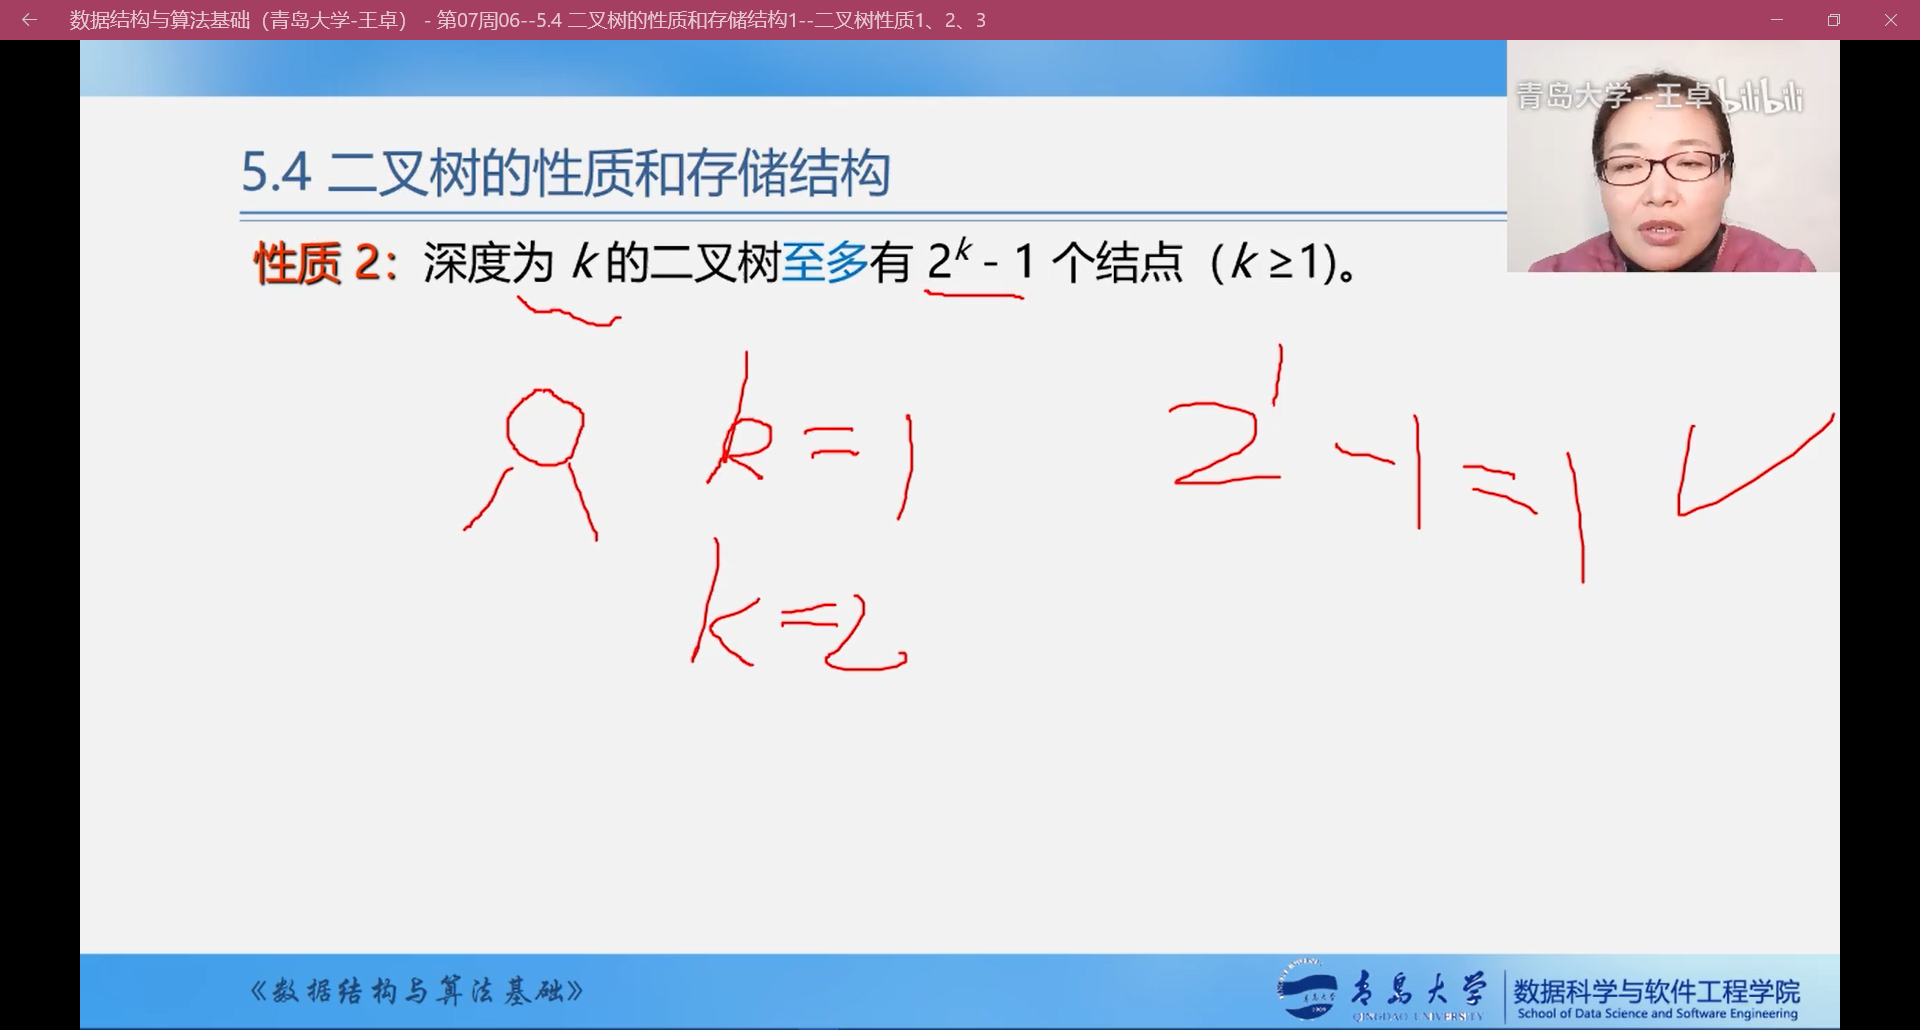 数据结构与算法基础（青岛大学-王卓） - 第07周06--5.4 二叉树的性质和存储结构1--二叉树性质1、2、3
青岛大学--王卓 bilibili
5.4 二叉树的性质和存储结构
性质 2：深度为 k 的二叉树至多有 2^k - 1 个结点（k ≥1)。
k=1 2^1-1=1
k=2
《数据结构与算法基础》
青岛大学
QINGDAO UNIVERSITY
数据科学与软件工程学院
School of Data Science and Software Engineering